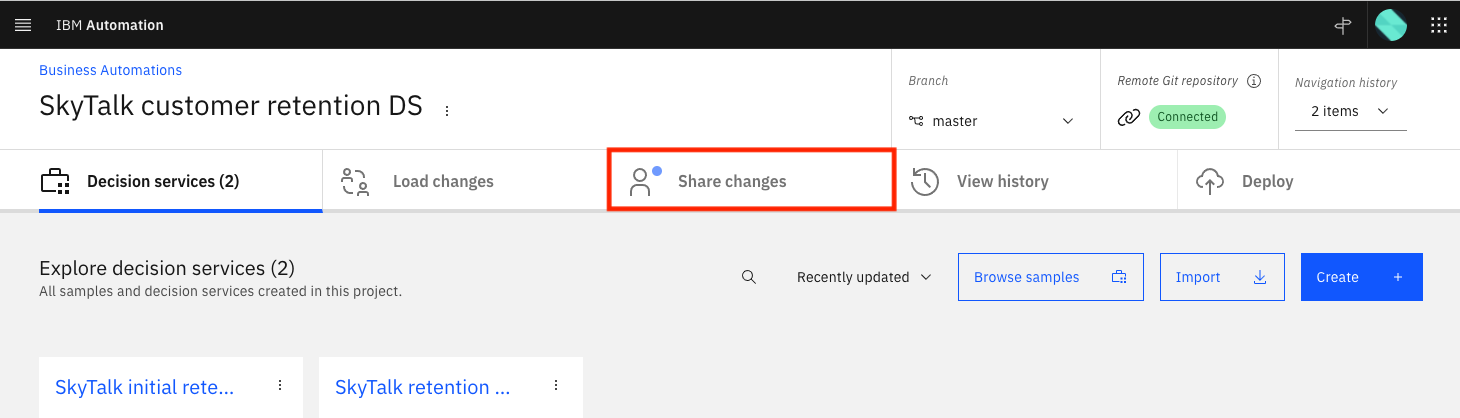 IBM Automation
Business Automations
SkyTalk customer retention DS
Branch
master
Remote Git repository
Connected
Navigation history
2 items
Decision services (2)
Load changes
Share changes
View history
Deploy
Explore decision services (2)
All samples and decision services created in this project.
Recently updated
Browse samples
Import
Create
SkyTalk initial rete...
SkyTalk retention ...